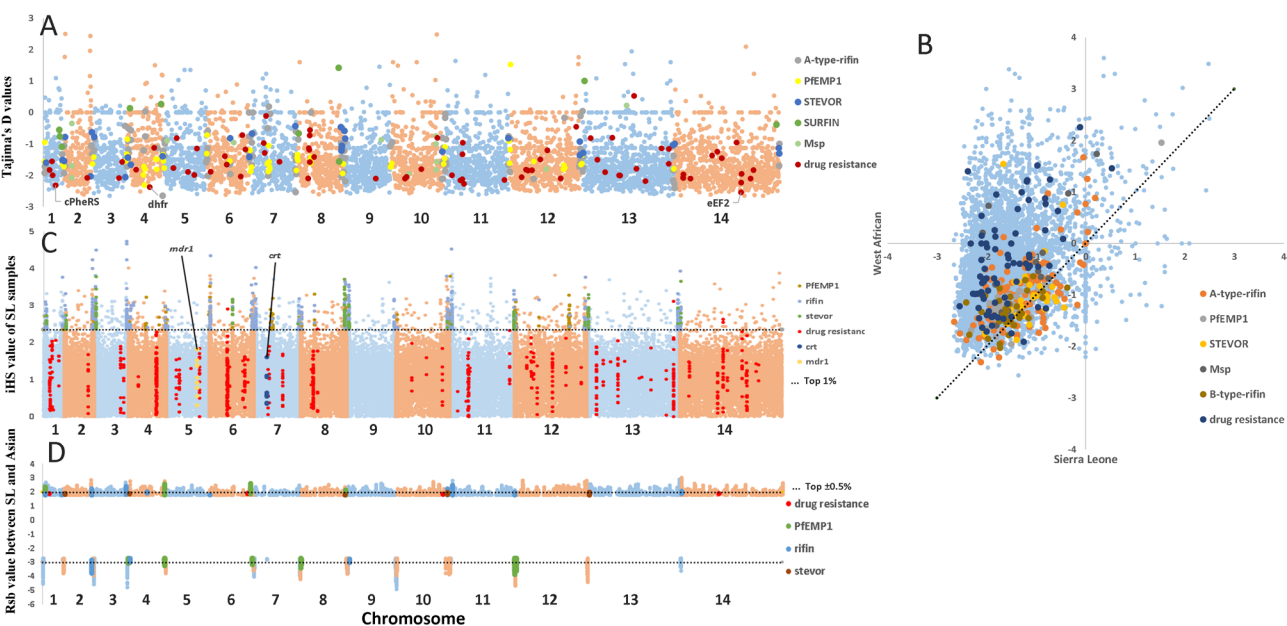 A
Tajima's D values
3
2
1
0
-1
-2
-3
A-type-rifin
PfEMP1
STEVOR
SURFIN
Msp
drug resistance
cPheRS
dhfr
eEF2
1 2 3 4 5 6 7 8 9 10 11 12 13 14
B
West African
4
3
2
1
0
-1
-2
-3
-4
-4 -3 -2 -1 0 1 2 3 4
Sierra Leone
A-type-rifin
PfEMP1
STEVOR
Msp
B-type-rifin
drug resistance
C
iHS value of SL samples
5
4
3
2
1
0
mdr1
crt
PfEMP1
rifin
stevor
drug resistanc
crt
mdr1
... Top 1%
1 2 3 4 5 6 7 8 9 10 11 12 13 14
D
Rsb value between SL and Asian
4
3
2
1
0
-1
-2
-3
-4
-5
-6
... Top ±0.5%
drug resistance
PfEMP1
rifin
stevor
1 2 3 4 5 6 7 8 9 10 11 12 13 14
Chromosome